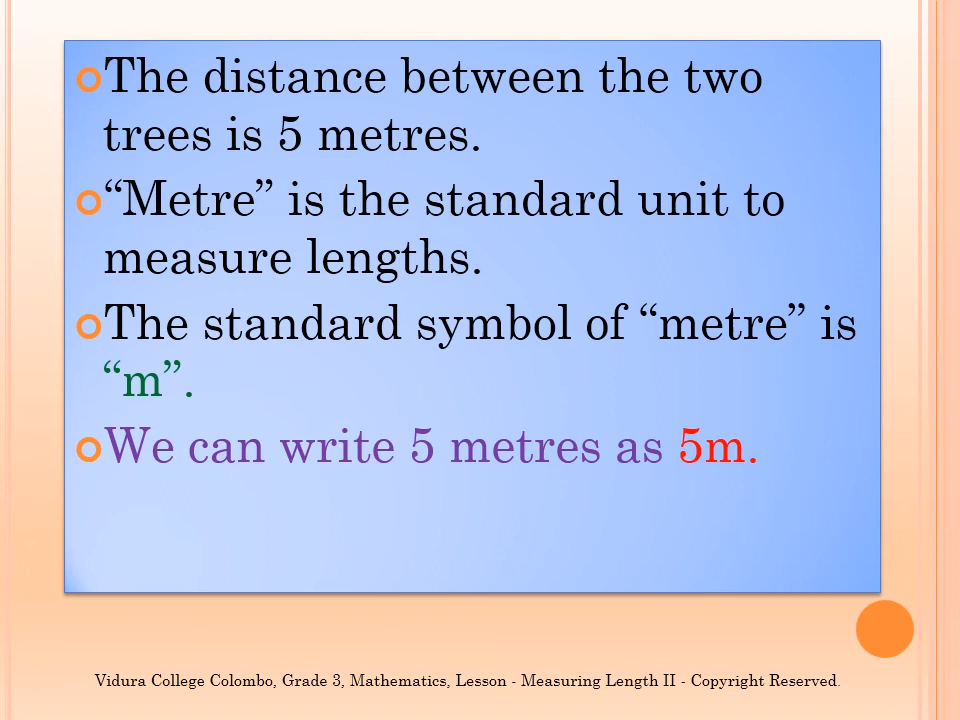 The distance between the two
trees is 5 metres.
“Metre” is the standard unit to
measure lengths.
The standard symbol of “metre” is
“m”.
We can write 5 metres as 5m.
Vidura College Colombo, Grade 3, Mathematics, Lesson - Measuring Length II - Copyright Reserved.